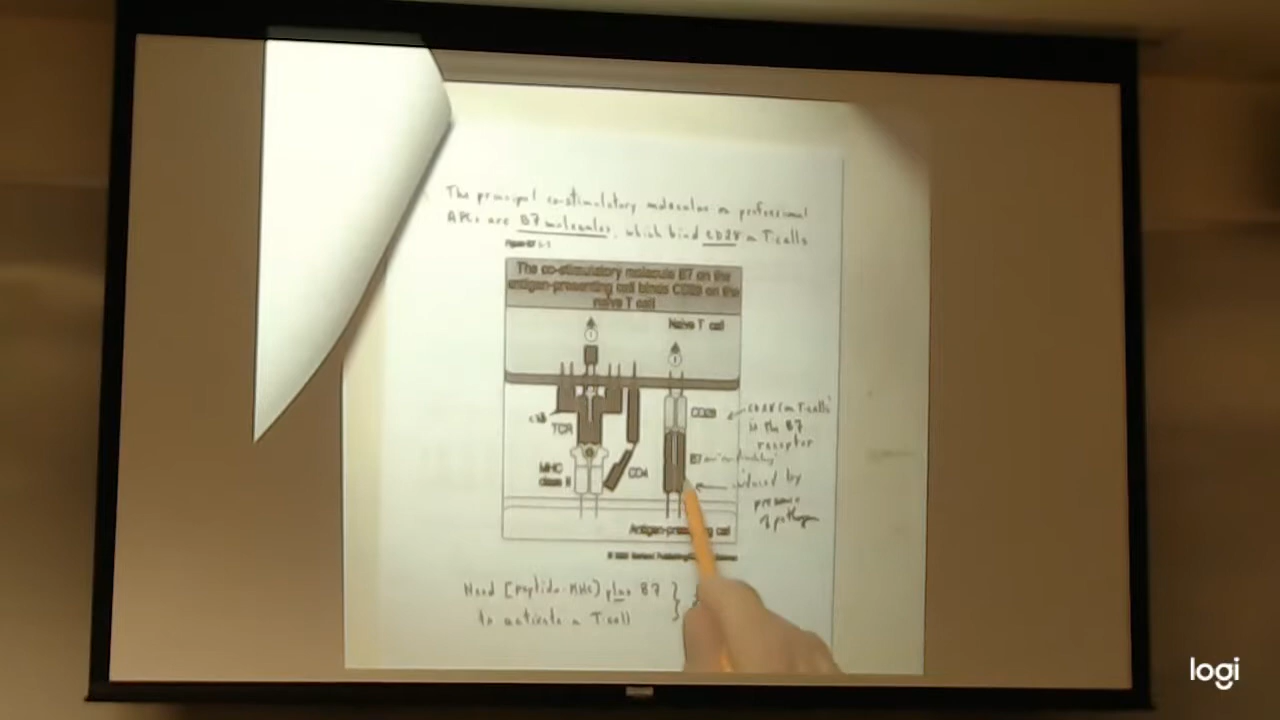 The principal co-stimulatory molecules on professional
APCs are B7 molecules, which bind CD28 on T cells
The co-stimulatory molecule B7 on the
antigen-presenting cell binds CD28 on the
naive T cell
Naive T cell
1
CD28
TCR
MHC
class II
CD4
B7
CD28 (on T cells)
is the B7
receptor
induced by
presence
of pathogen
Antigen-presenting cell
Need [peptide-MHC] plus B7
to activate a T cell
logi